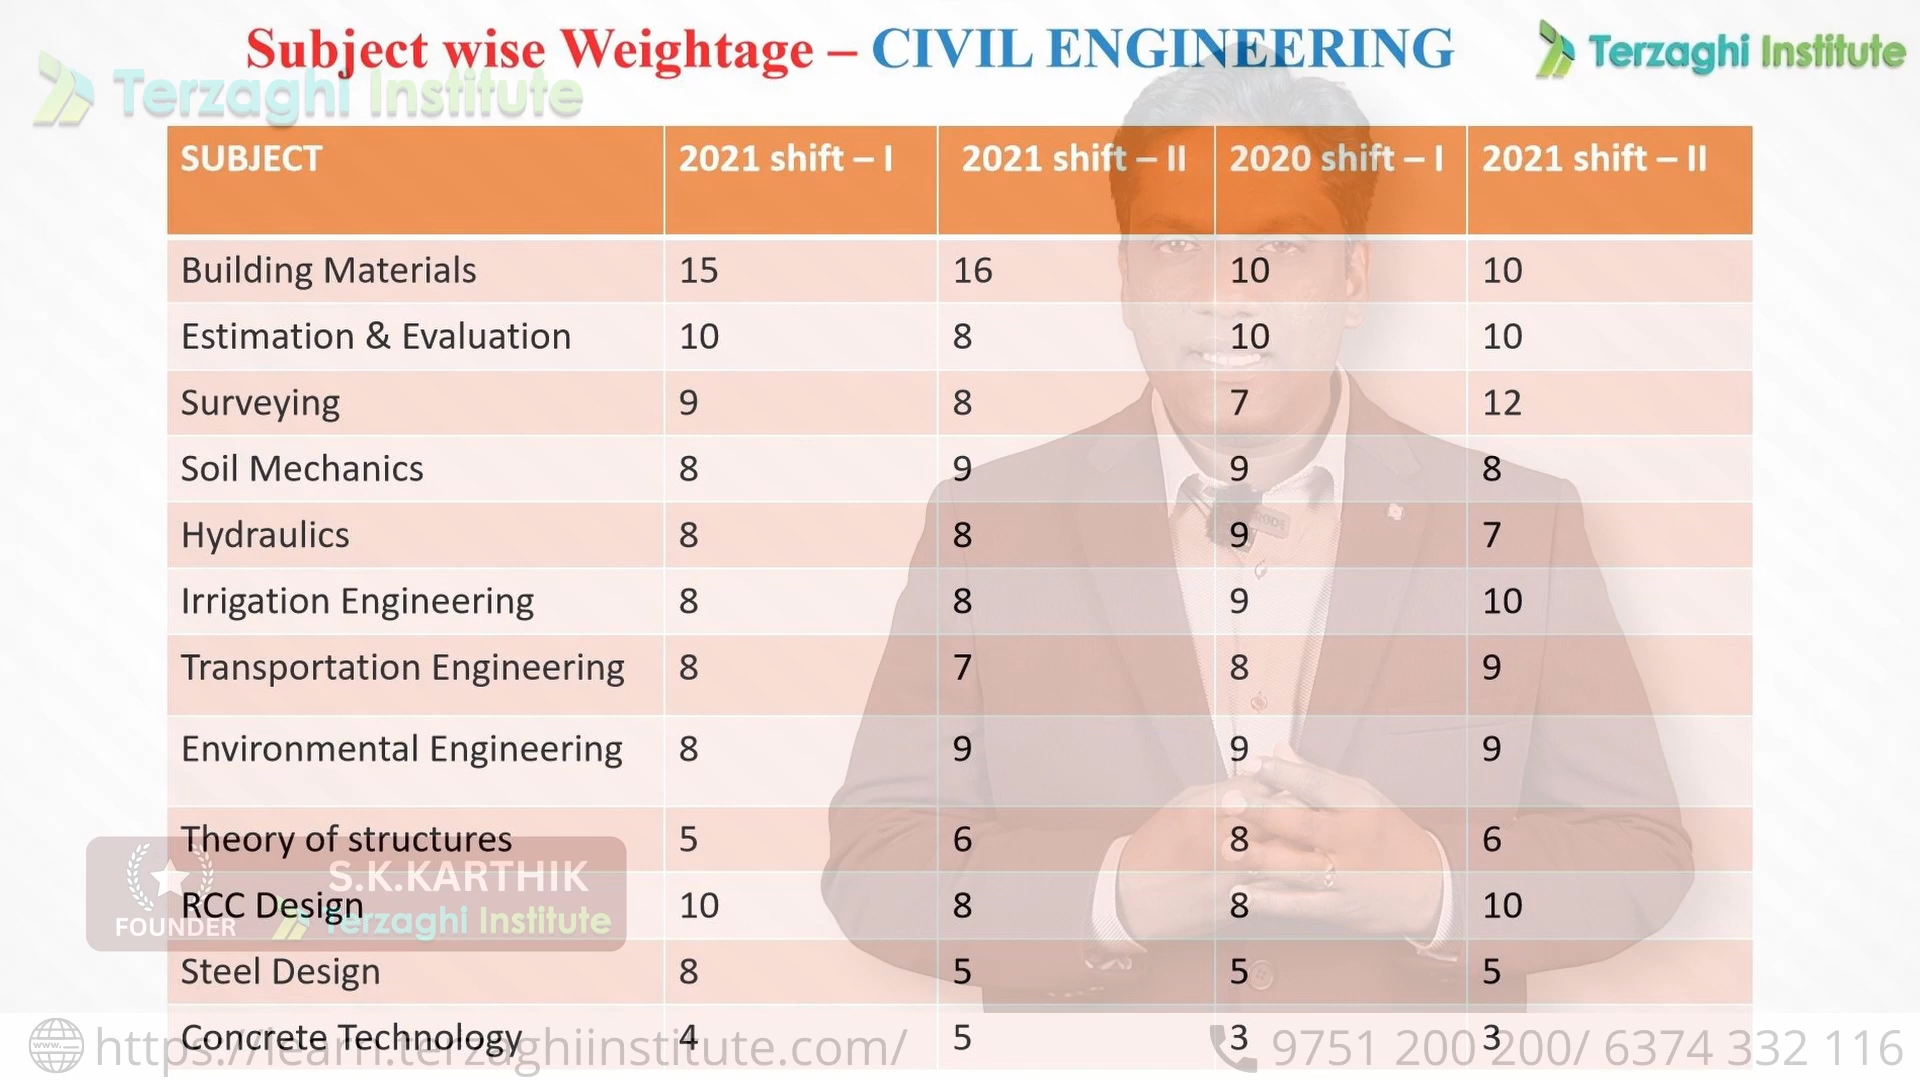 Subject wise Weightage – CIVIL ENGINEERING
Terzaghi Institute
Terzaghi Institute
SUBJECT 2021 shift – I 2021 shift – II 2020 shift – I 2021 shift – II
Building Materials 15 16 10 10
Estimation & Evaluation 10 8 10 10
Surveying 9 8 7 12
Soil Mechanics 8 9 9 8
Hydraulics 8 8 9 7
Irrigation Engineering 8 8 9 10
Transportation Engineering 8 7 8 9
Environmental Engineering 8 9 9 9
Theory of structures 5 6 8 6
S.K.KARTHIK
RCC Design 10 8 8 10
FOUNDER Terzaghi Institute
Steel Design 8 5 5 5
Concrete Technology 4 5 3 3
https://learn.terzaghiinstitute.com/ 9751 200 200/ 6374 332 116